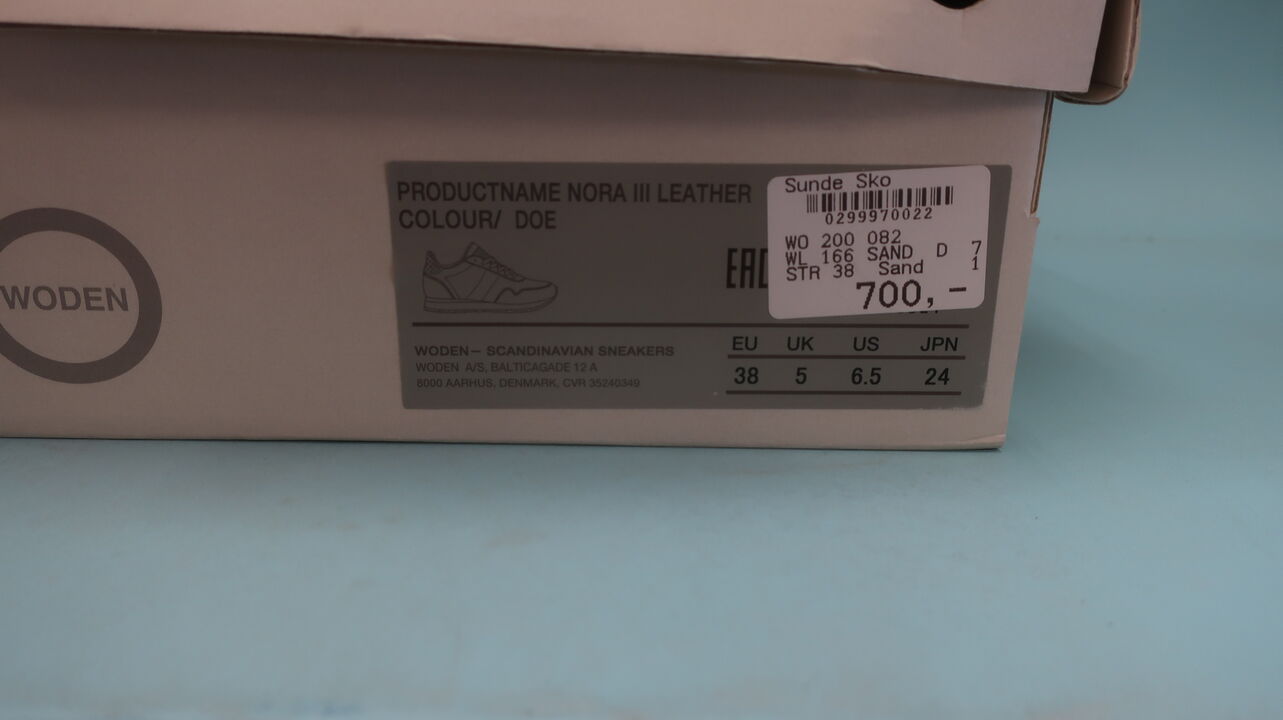 WODEN
PRODUCTNAME NORA III LEATHER
COLOUR/ DOE
EAC
Sunde Sko
0299970022
WO 200 082
WL 166 SAND D 7
STR 38 Sand 1
700,-
WODEN- SCANDINAVIAN SNEAKERS
WODEN A/S, BALTICAGADE 12 A
8000 AARHUS, DENMARK, CVR 35240349
EU UK US JPN
38 5 6.5 24